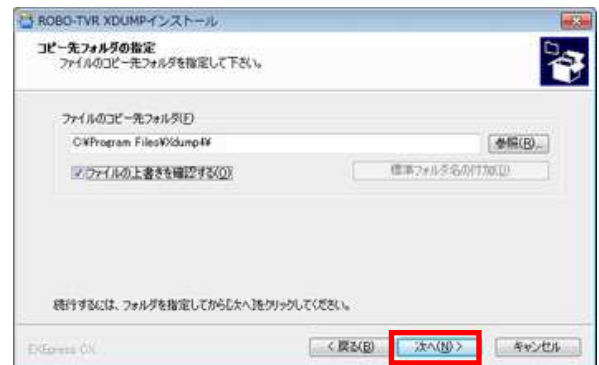 ROBO-TVR XDUMPインストール
コピー先フォルダの指定
ファイルのコピー先フォルダを指定して下さい。
ファイルのコピー先フォルダ(F)
C:¥Program Files¥Xdump4¥
参照(R)...
ファイルの上書きを確認する(O)
標準フォルダ名の付加(U)
続行するには、フォルダを指定してから[次へ]をクリックしてください。
EXEpress CX
< 戻る(B)
次へ(N) >
キャンセル